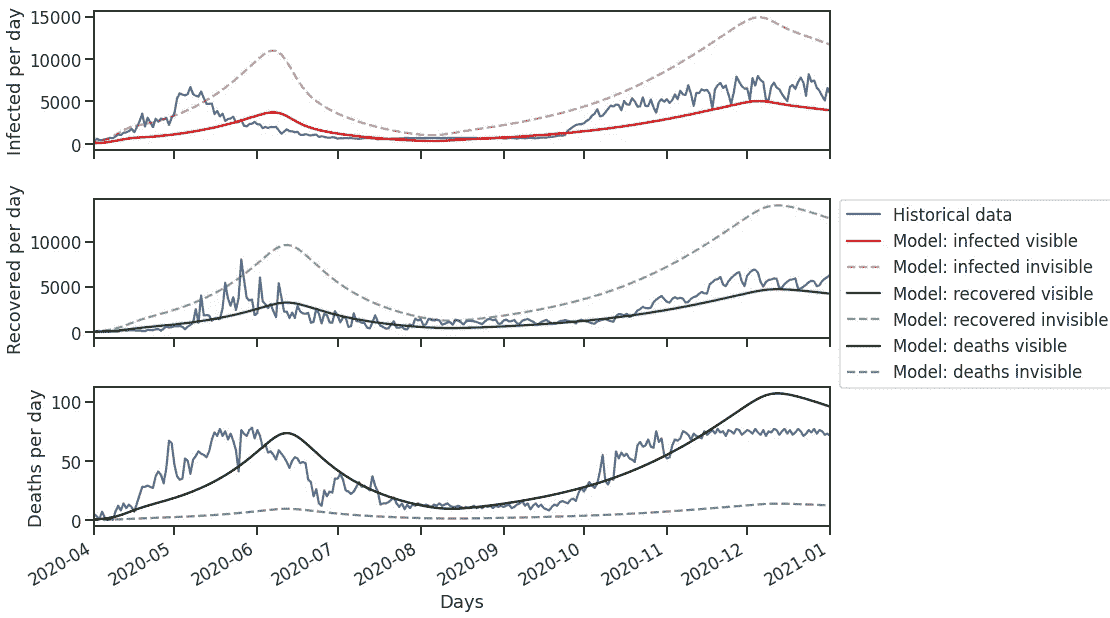 Infected per day
15000
10000
5000
0
Recovered per day
10000
5000
0
Historical data
Model: infected visible
Model: infected invisible
Model: recovered visible
Model: recovered invisible
Model: deaths visible
Model: deaths invisible
Deaths per day
100
50
0
2020-04
2020-05
2020-06
2020-07
2020-08
2020-09
2020-10
2020-11
2020-12
2021-01
Days